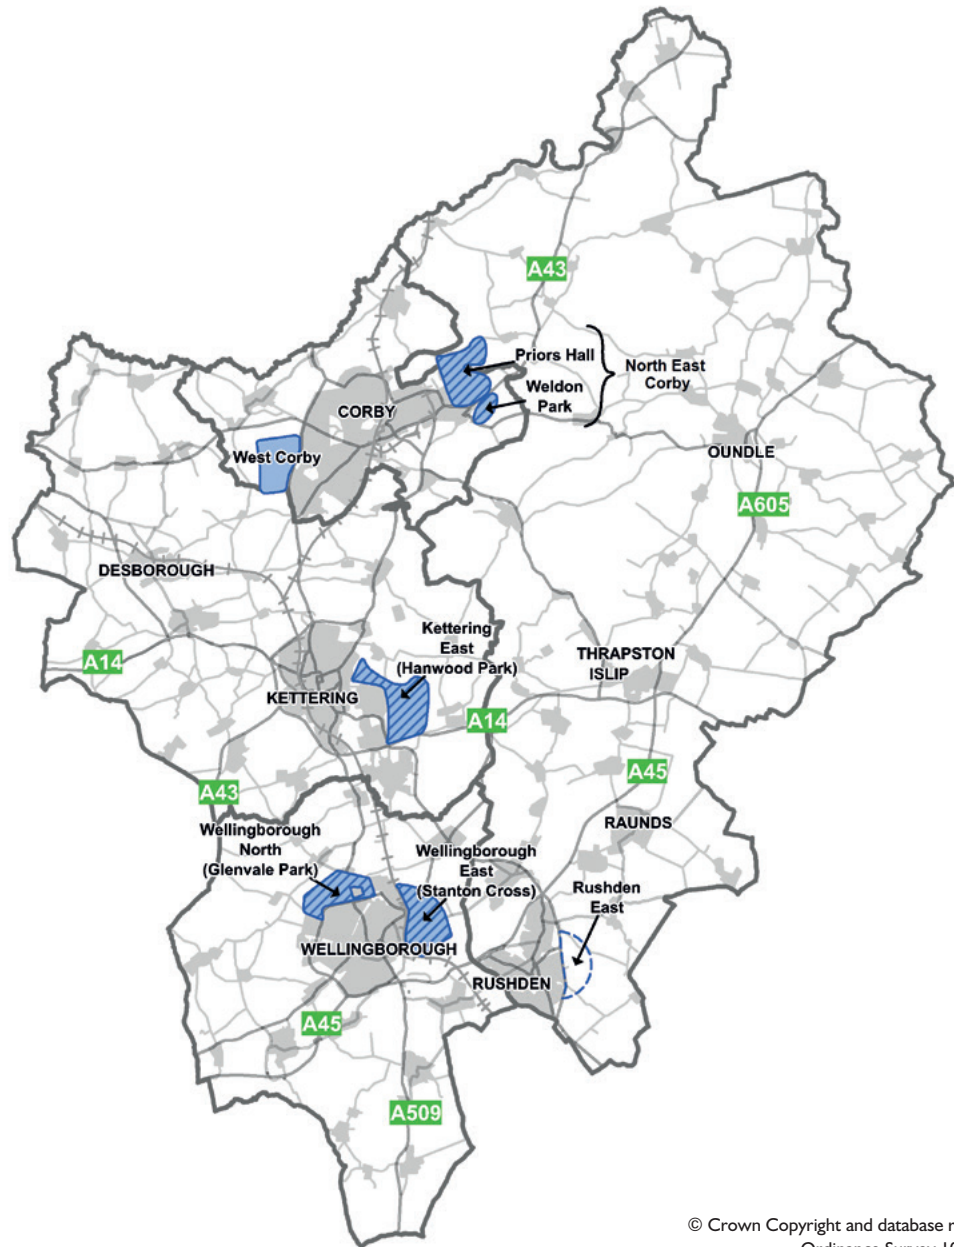 A43
Priors Hall
Weldon
Park
North East
Corby
CORBY
West Corby
OUNDLE
A605
DESBOROUGH
Kettering
East
(Hanwood Park)
A14
THRAPSTON
ISLIP
KETTERING
A14
A45
A43
RAUNDS
Wellingborough
North
(Glenvale Park)
Wellingborough
East
(Stanton Cross)
Rushden
East
WELLINGBOROUGH
RUSHDEN
A45
A509
© Crown Copyright and database